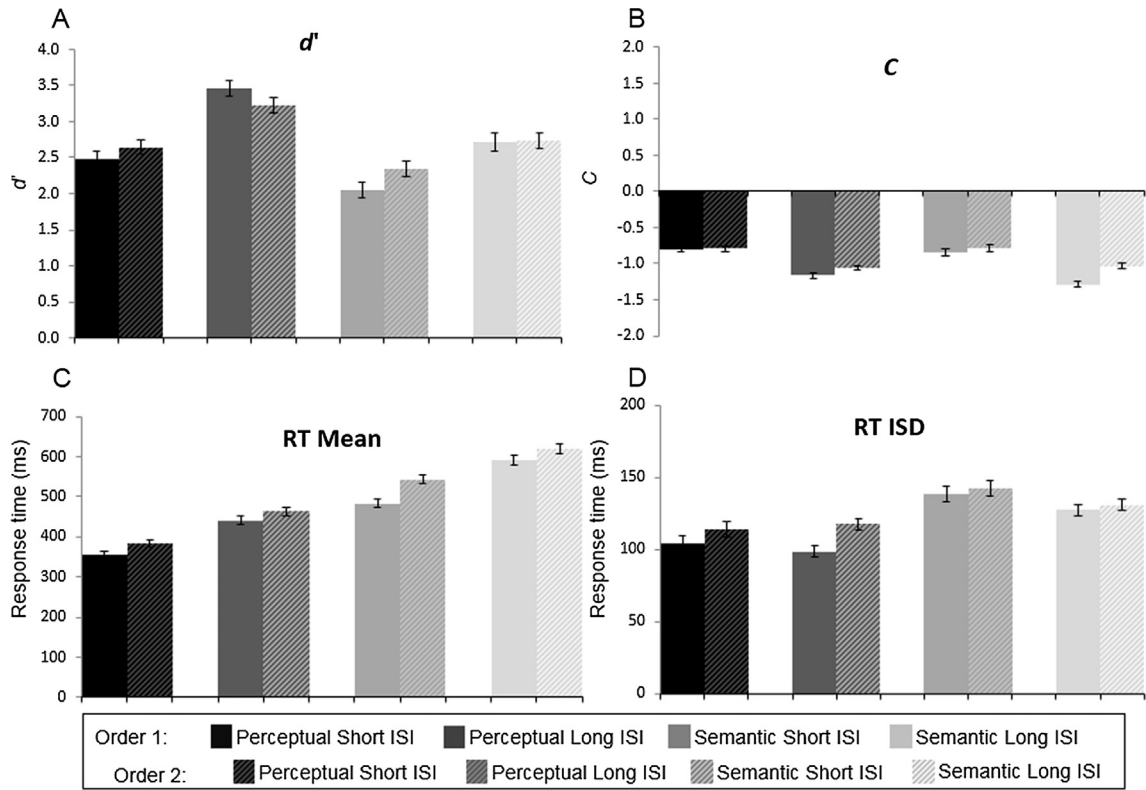 A
d'
4.0
3.5
3.0
2.5
2.0
1.5
1.0
0.5
0.0
d'
B
C
2.0
1.5
1.0
0.5
0.0
-0.5
-1.0
-1.5
-2.0
C
C
RT Mean
700
600
500
400
300
200
100
0
Response time (ms)
D
RT ISD
200
150
100
50
0
Response time (ms)
Order 1: Perceptual Short ISI Perceptual Long ISI Semantic Short ISI Semantic Long ISI
Order 2: Perceptual Short ISI Perceptual Long ISI Semantic Short ISI Semantic Long ISI